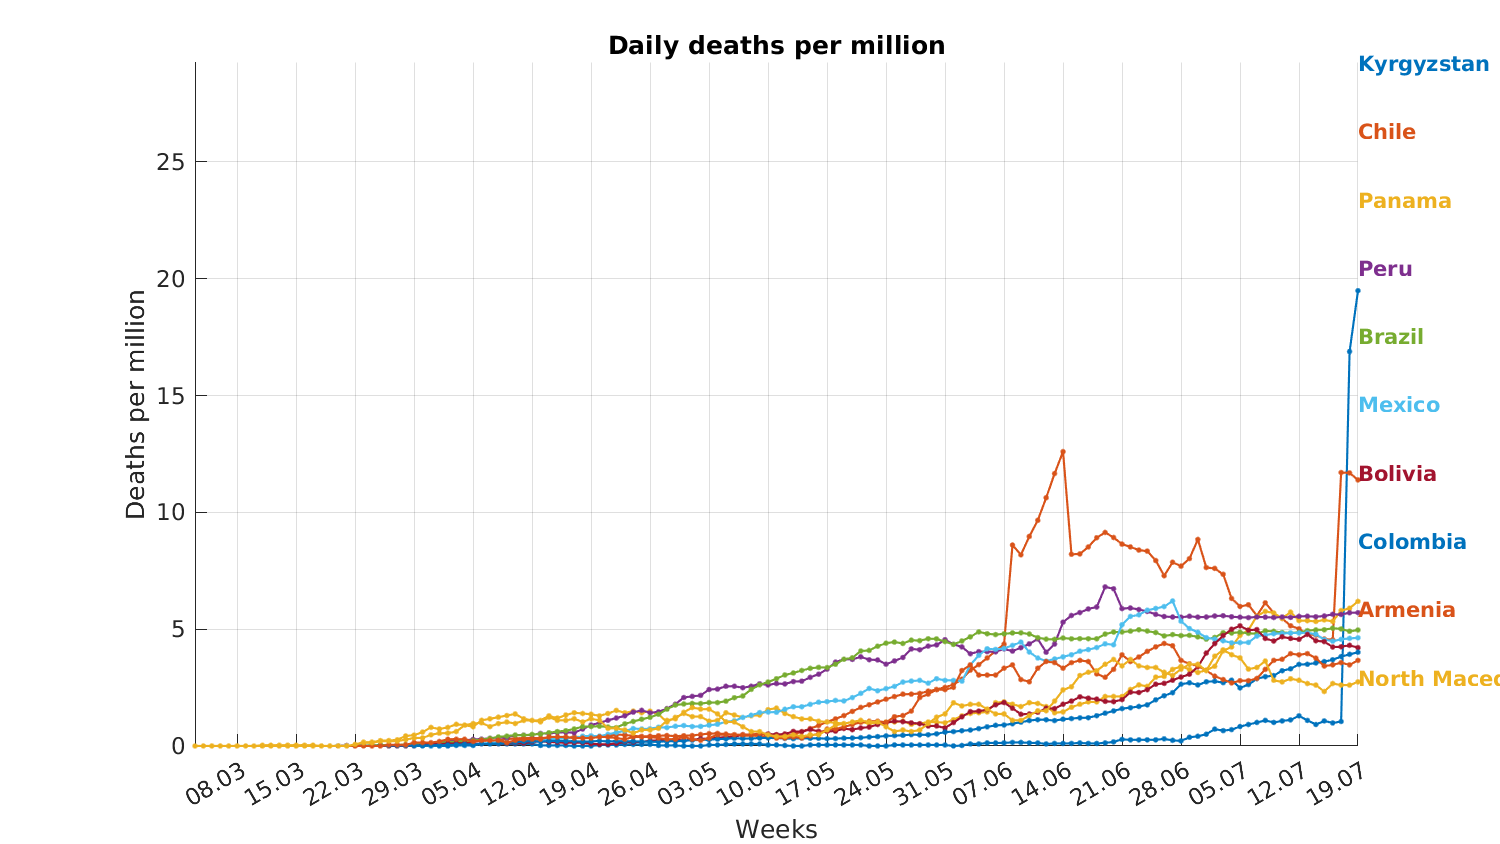 Daily deaths per million
Kyrgyzstan
Chile
Panama
Peru
Brazil
Mexico
Bolivia
Colombia
Armenia
North Maced
Deaths per million
25
20
15
10
5
0
08.03
15.03
22.03
29.03
05.04
12.04
19.04
26.04
03.05
10.05
17.05
24.05
31.05
07.06
14.06
21.06
28.06
05.07
12.07
19.07
Weeks